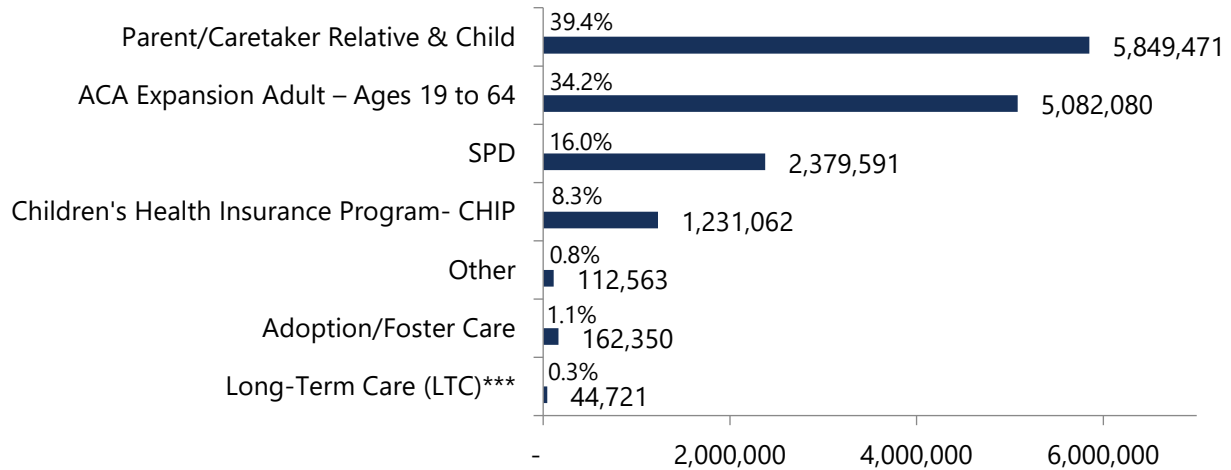 39.4%
Parent/Caretaker Relative & Child 5,849,471
34.2%
ACA Expansion Adult – Ages 19 to 64 5,082,080
16.0%
SPD 2,379,591
8.3%
Children's Health Insurance Program- CHIP 1,231,062
0.8%
Other 112,563
1.1%
Adoption/Foster Care 162,350
0.3%
Long-Term Care (LTC)*** 44,721
- 2,000,000 4,000,000 6,000,000